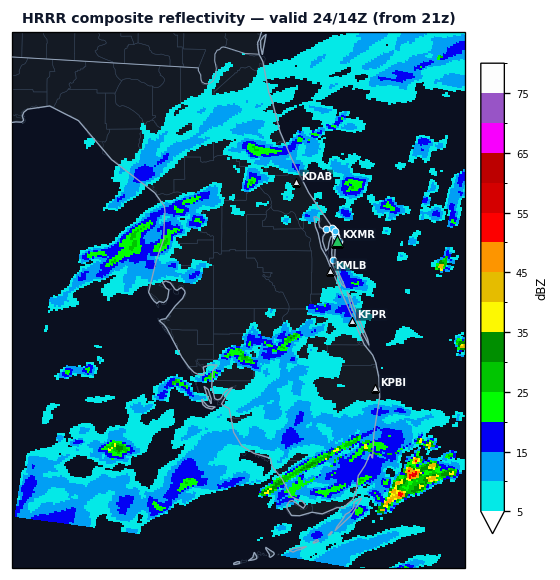 HRRR composite reflectivity — valid 24/14Z (from 21z)
KDAB
KXMR
KMLB
KFPR
KPBI
75
65
55
45
35
25
15
5
dBZ